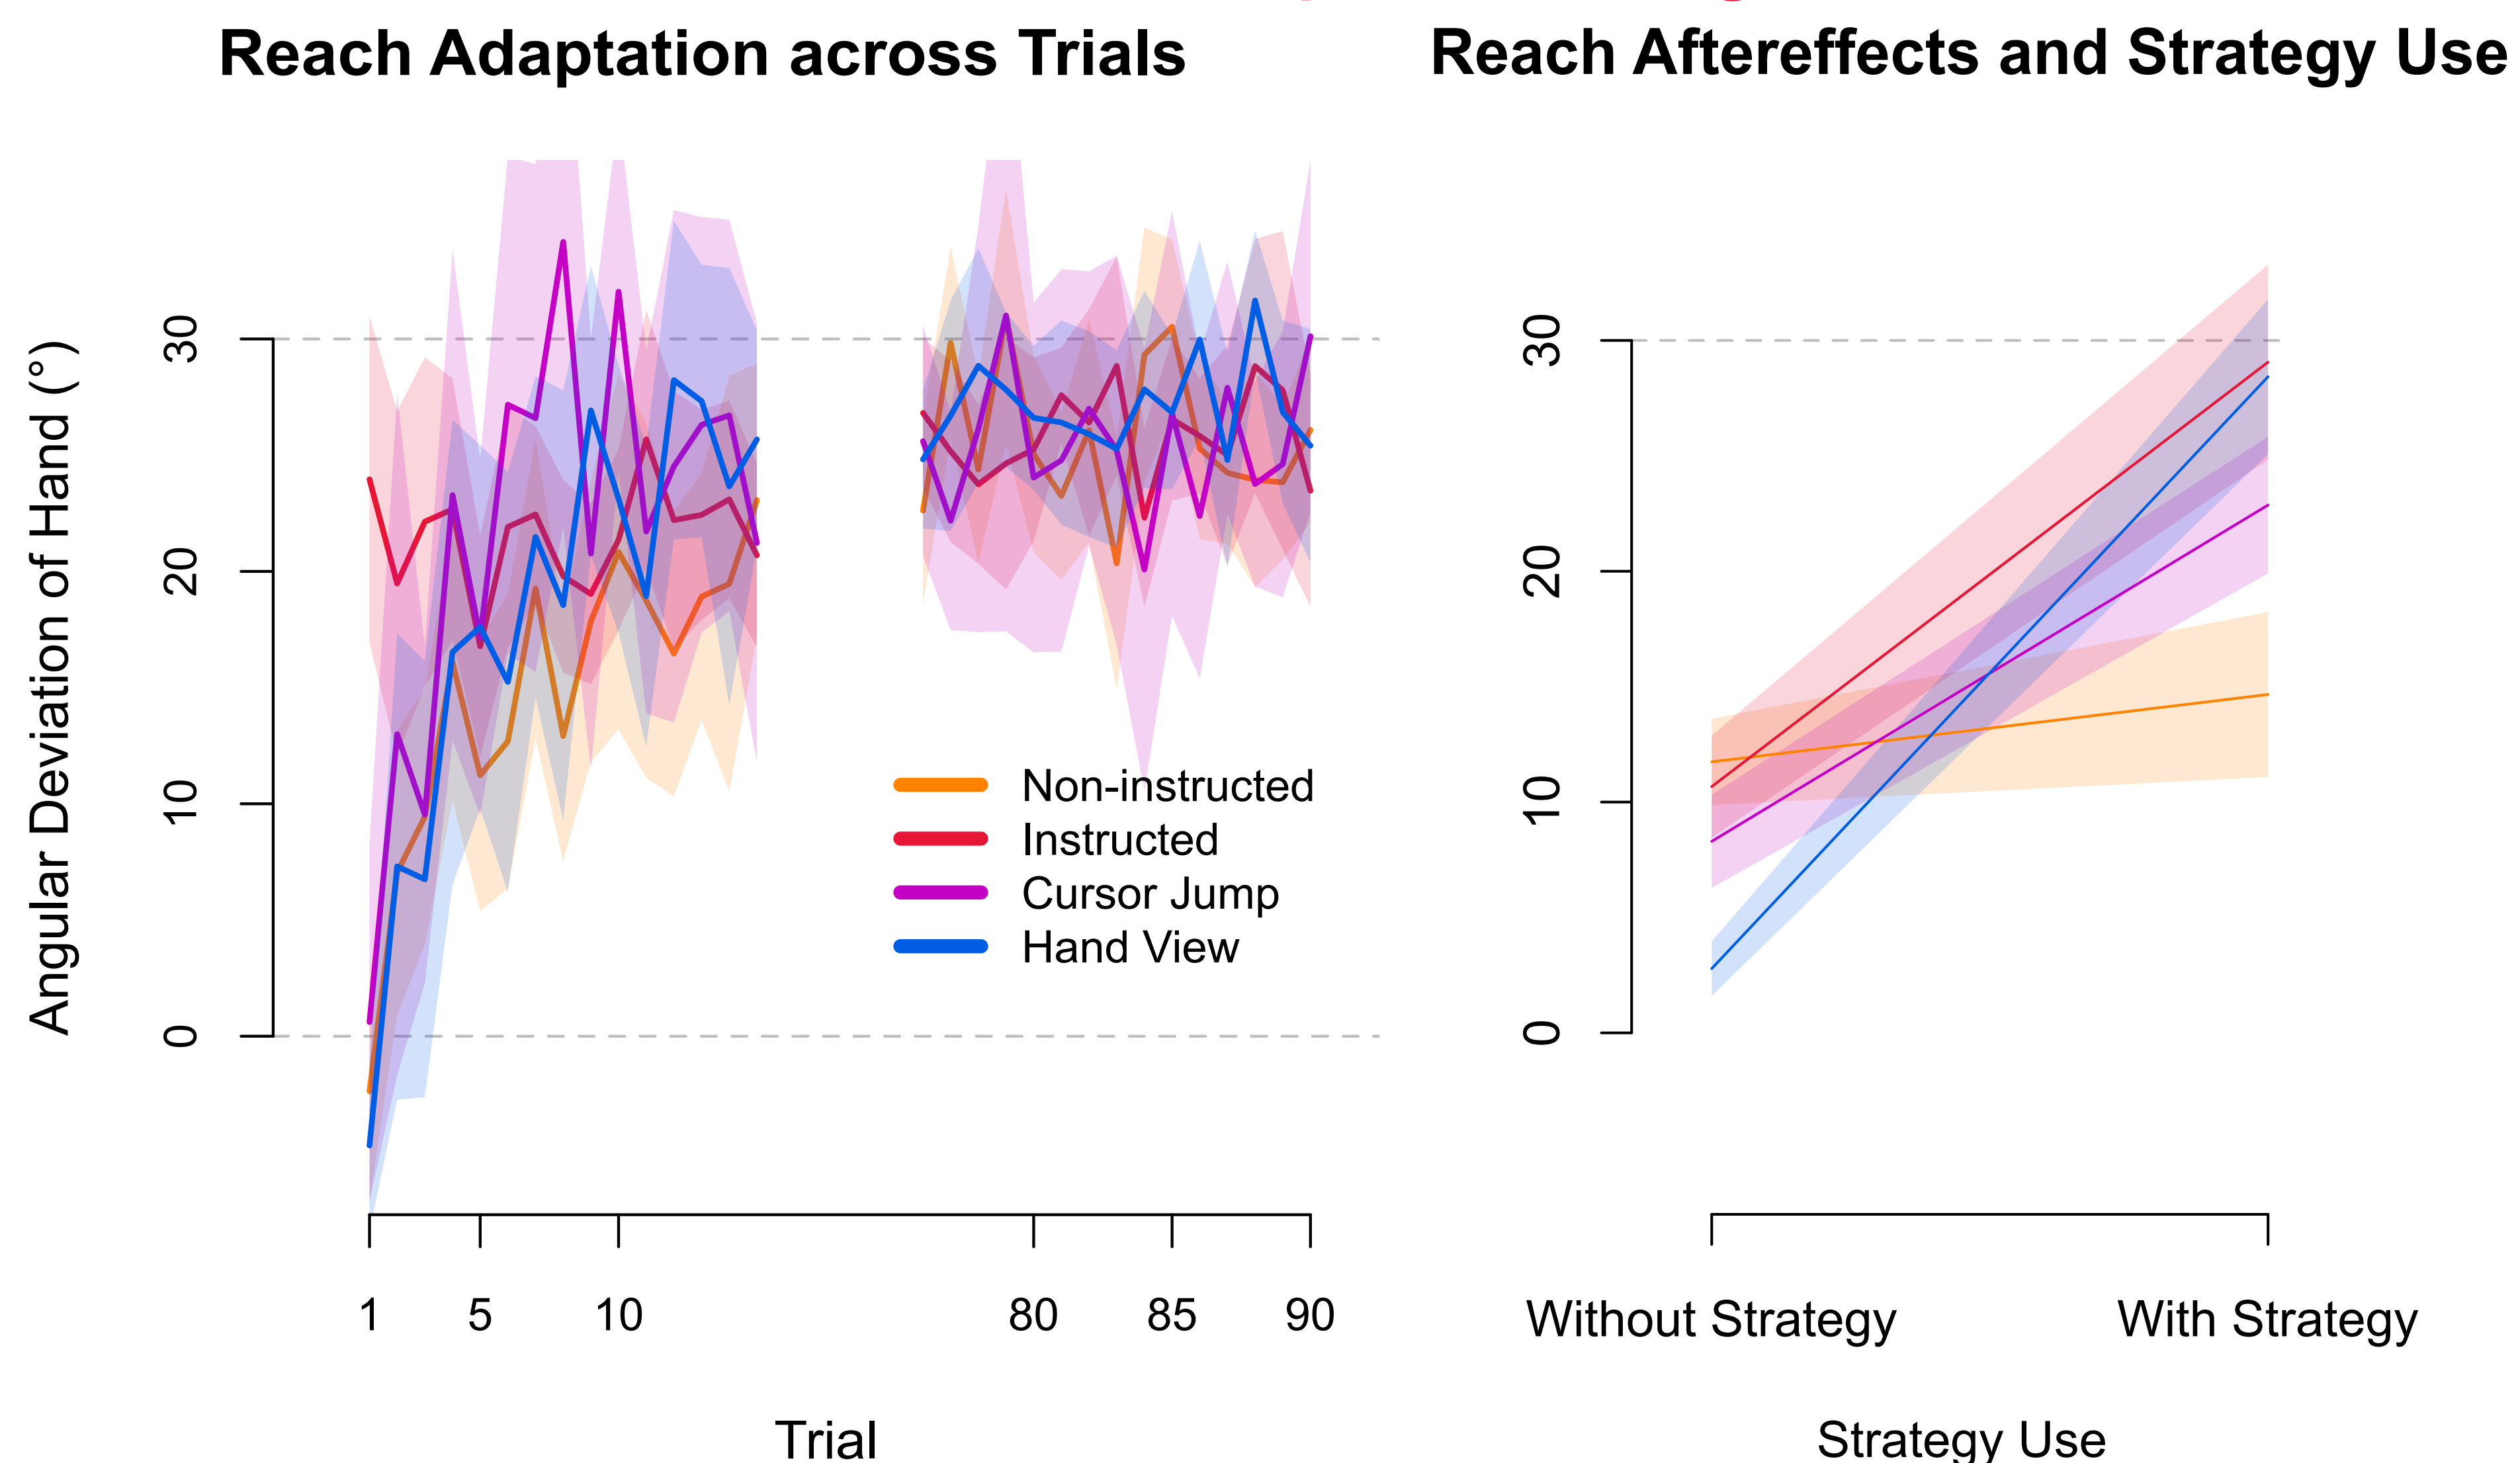 Reach Adaptation across Trials
Reach Aftereffects and Strategy Use
Angular Deviation of Hand (°)
30
20
10
0
Non-instructed
Instructed
Cursor Jump
Hand View
1 5 10 80 85 90
Trial
30
20
10
0
Without Strategy With Strategy
Strategy Use